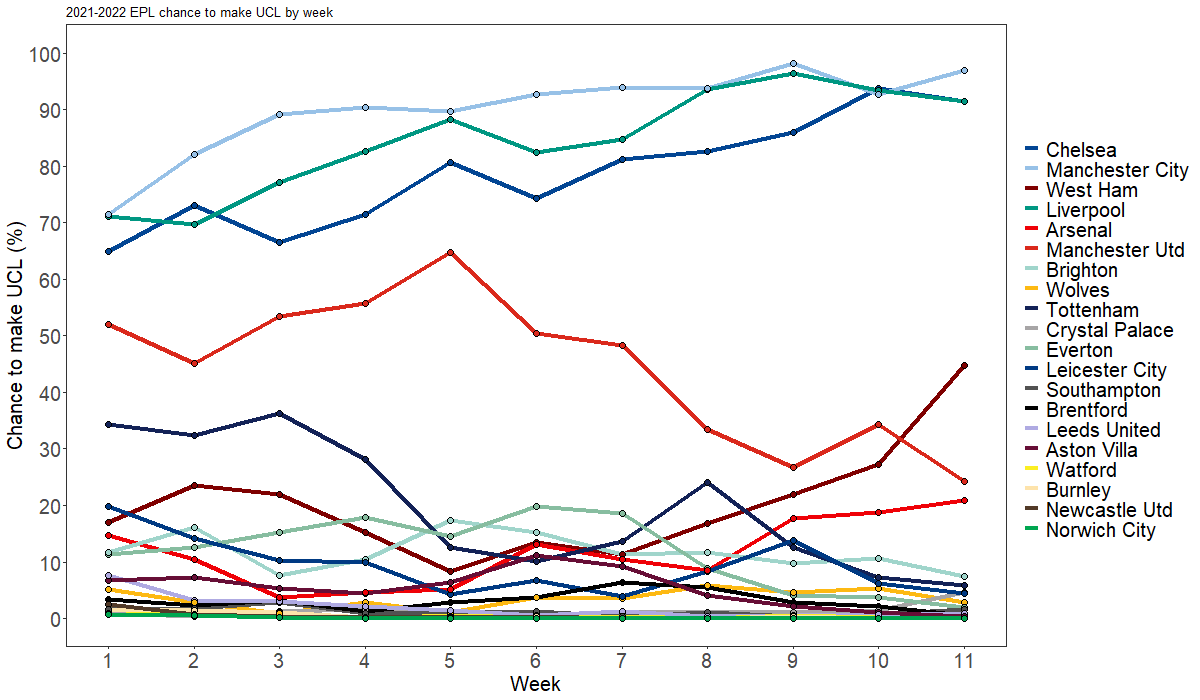 2021-2022 EPL chance to make UCL by week
Chance to make UCL (%)
100
90
80
70
60
50
40
30
20
10
0
1 2 3 4 5 6 7 8 9 10 11
Week
Chelsea
Manchester City
West Ham
Liverpool
Arsenal
Manchester Utd
Brighton
Wolves
Tottenham
Crystal Palace
Everton
Leicester City
Southampton
Brentford
Leeds United
Aston Villa
Watford
Burnley
Newcastle Utd
Norwich City